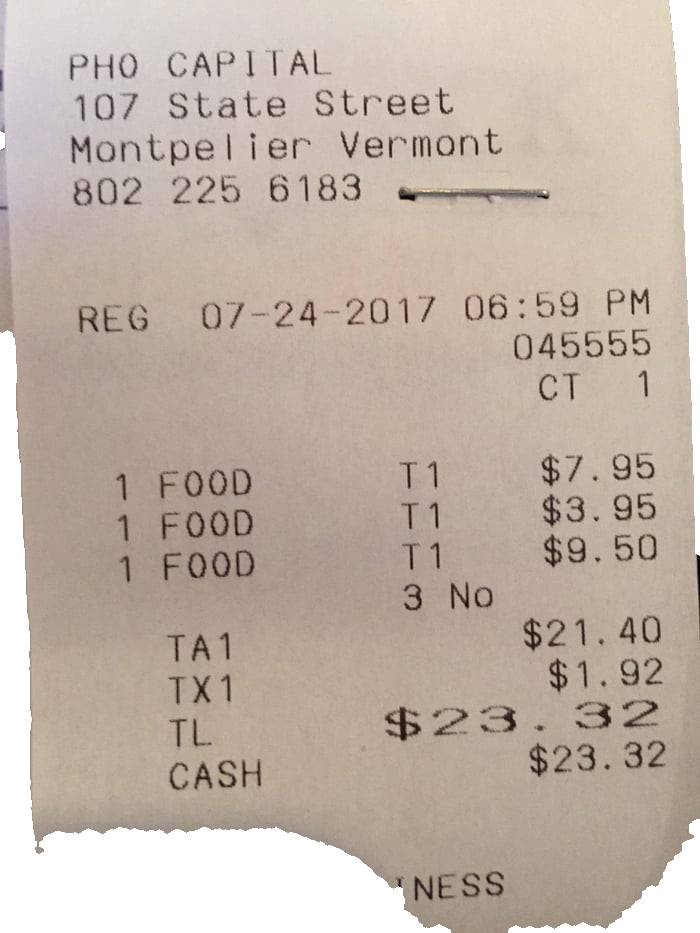 PHO CAPITAL
107 State Street
Montpelier Vermont
802 225 6183
REG 07-24-2017 06:59 PM
045555
CT 1
1 FOOD T1 $7.95
1 FOOD T1 $3.95
1 FOOD T1 $9.50
3 No
TA1 $21.40
TX1 $1.92
TL $23.32
CASH $23.32